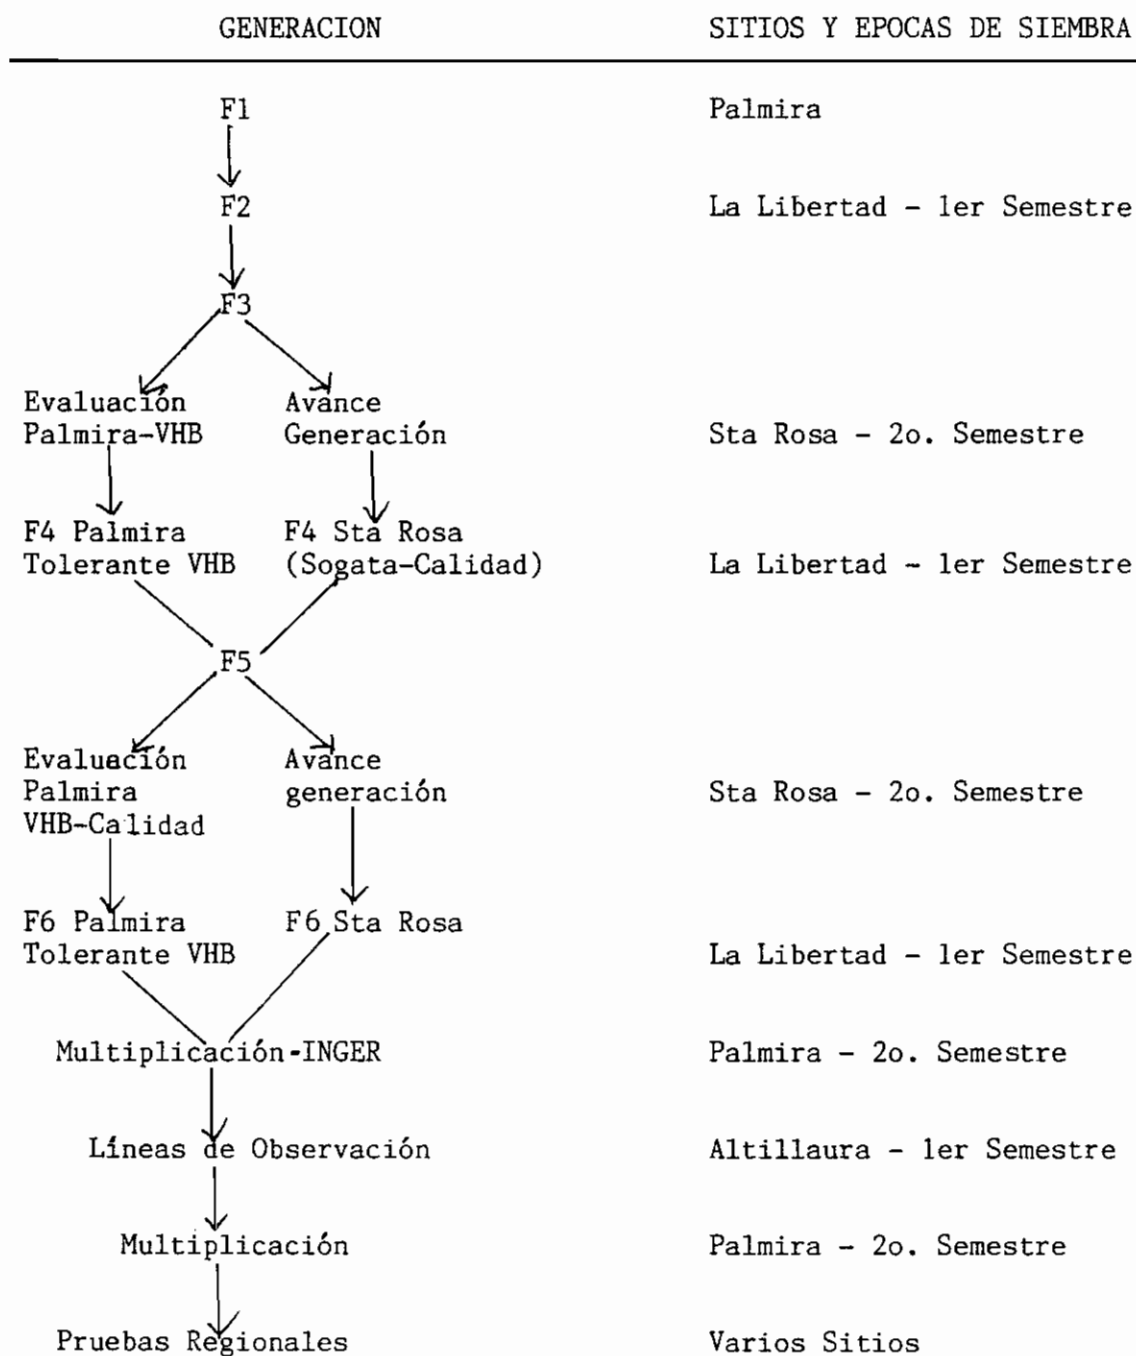 GENERACION SITIOS Y EPOCAS DE SIEMBRA
F1 Palmira
F2 La Libertad - 1er Semestre
F3
Evaluación Avance
Palmira-VHB Generación Sta Rosa - 2o. Semestre
F4 Palmira F4 Sta Rosa
Tolerante VHB (Sogata-Calidad) La Libertad - 1er Semestre
F5
Evaluación Avance
Palmira generación Sta Rosa - 2o. Semestre
VHB-Calidad
F6 Palmira F6 Sta Rosa
Tolerante VHB La Libertad - 1er Semestre
Multiplicación-INGER Palmira - 2o. Semestre
Líneas de Observación Altillaura - 1er Semestre
Multiplicación Palmira - 2o. Semestre
Pruebas Regionales Varios Sitios